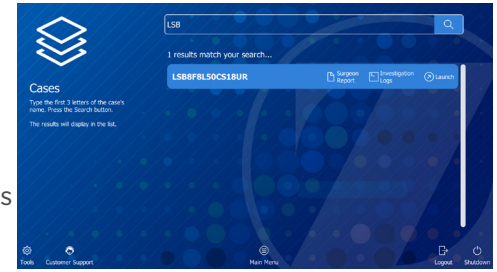 LSB
1 results match your search...
LSB8F8L50CS18UR
Surgeon
Report
Investigation
Logs
Launch
Cases
Type the first 3 letters of the case's
name. Press the Search button.
The results will display in the list.
s
Tools
Customer Support
Main Menu
Logout
Shutdown